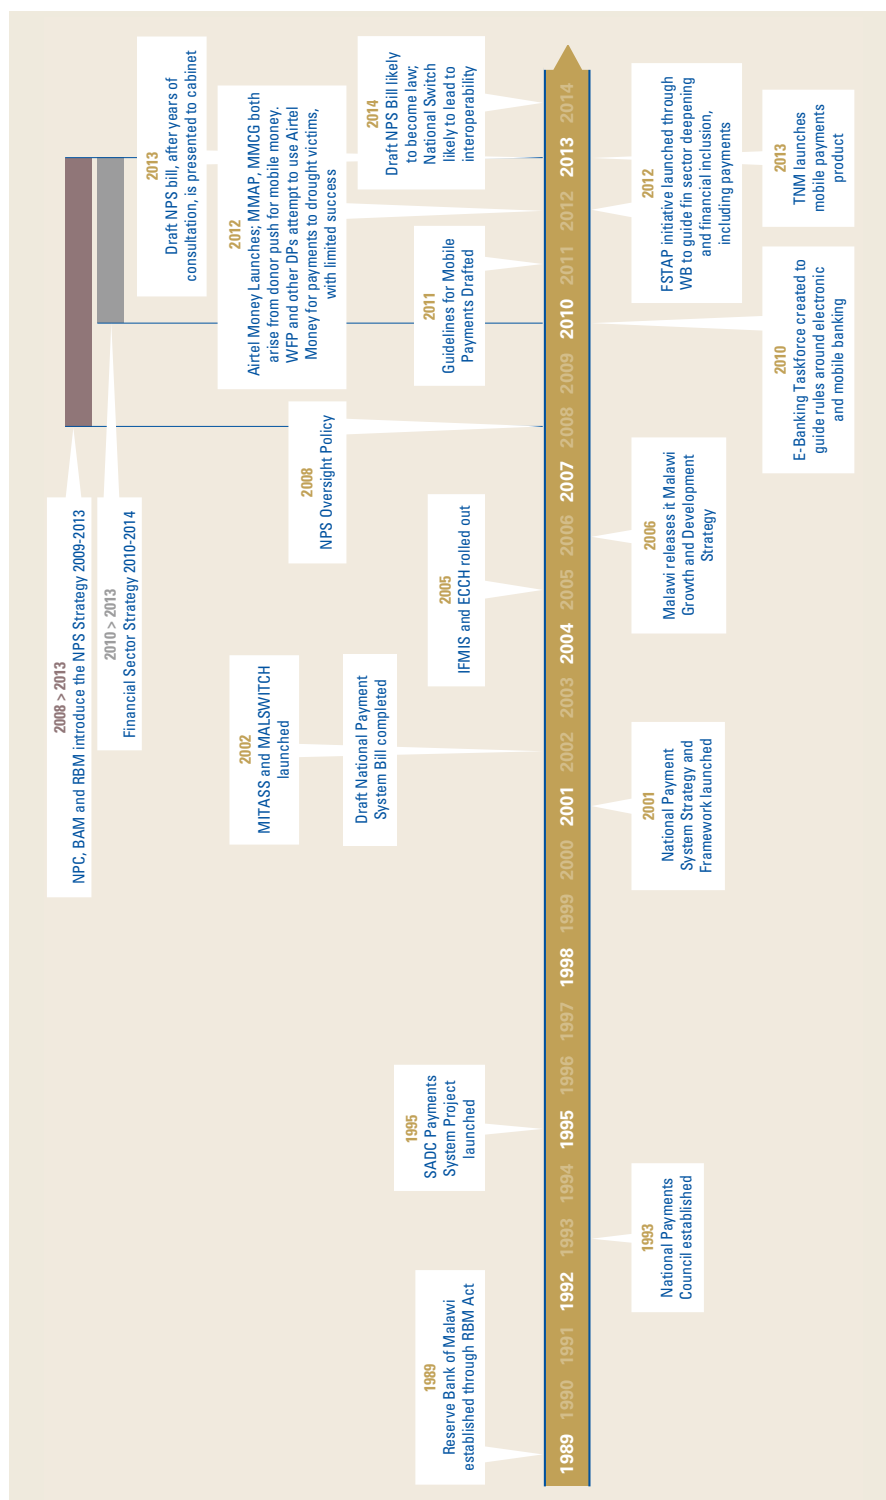 2008 > 2013
NPC, BAM and RBM introduce the NPS Strategy 2009-2013
2010 > 2013
Financial Sector Strategy 2010-2014
2013
Draft NPS bill, after years of
consultation, is presented to cabinet
2002
MITASS and MALSWITCH
launched
2012
Airtel Money Launches; MMAP, MMCG both
arise from donor push for mobile money.
WFP and other DPs attempt to use Airtel
Money for payments to drought victims,
with limited success
2008
NPS Oversight Policy
Draft National Payment
System Bill completed
2014
Draft NPS Bill likely
to become law;
National Switch
likely to lead to
interoperability
1989
Reserve Bank of Malawi
established through RBM Act
1995
SADC Payments
System Project
launched
2005
IFMIS and ECCH rolled out
2011
Guidelines for Mobile
Payments Drafted
1989 1990 1991 1992 1993 1994 1995 1996 1997 1998 1999 2000 2001 2002 2003 2004 2005 2006 2007 2008 2009 2010 2011 2012 2013 2014
1993
National Payments
Council established
2001
National Payment
System Strategy and
Framework launched
2006
Malawi releases it Malawi
Growth and Development
Strategy
2012
FSTAP initiative launched through
WB to guide fin sector deepening
and financial inclusion,
including payments
2010
E-Banking Taskforce created to
guide rules around electronic
and mobile banking
2013
TNM launches
mobile payments
product